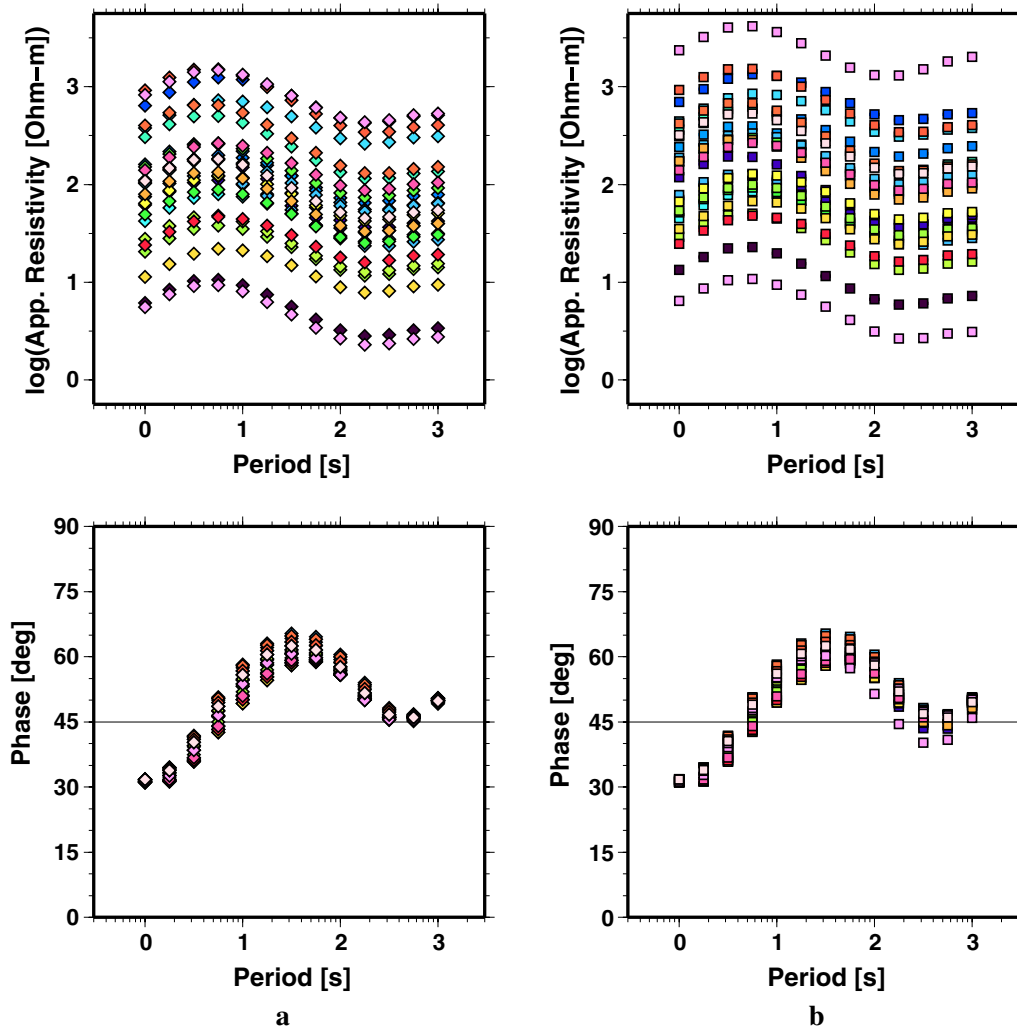 log(App. Resistivity [Ohm−m])
3
2
1
0
0 1 2 3
Period [s]
log(App. Resistivity [Ohm−m])
3
2
1
0
0 1 2 3
Period [s]
Phase [deg]
90
75
60
45
30
15
0
0 1 2 3
Period [s]
a
Phase [deg]
90
75
60
45
30
15
0
0 1 2 3
Period [s]
b